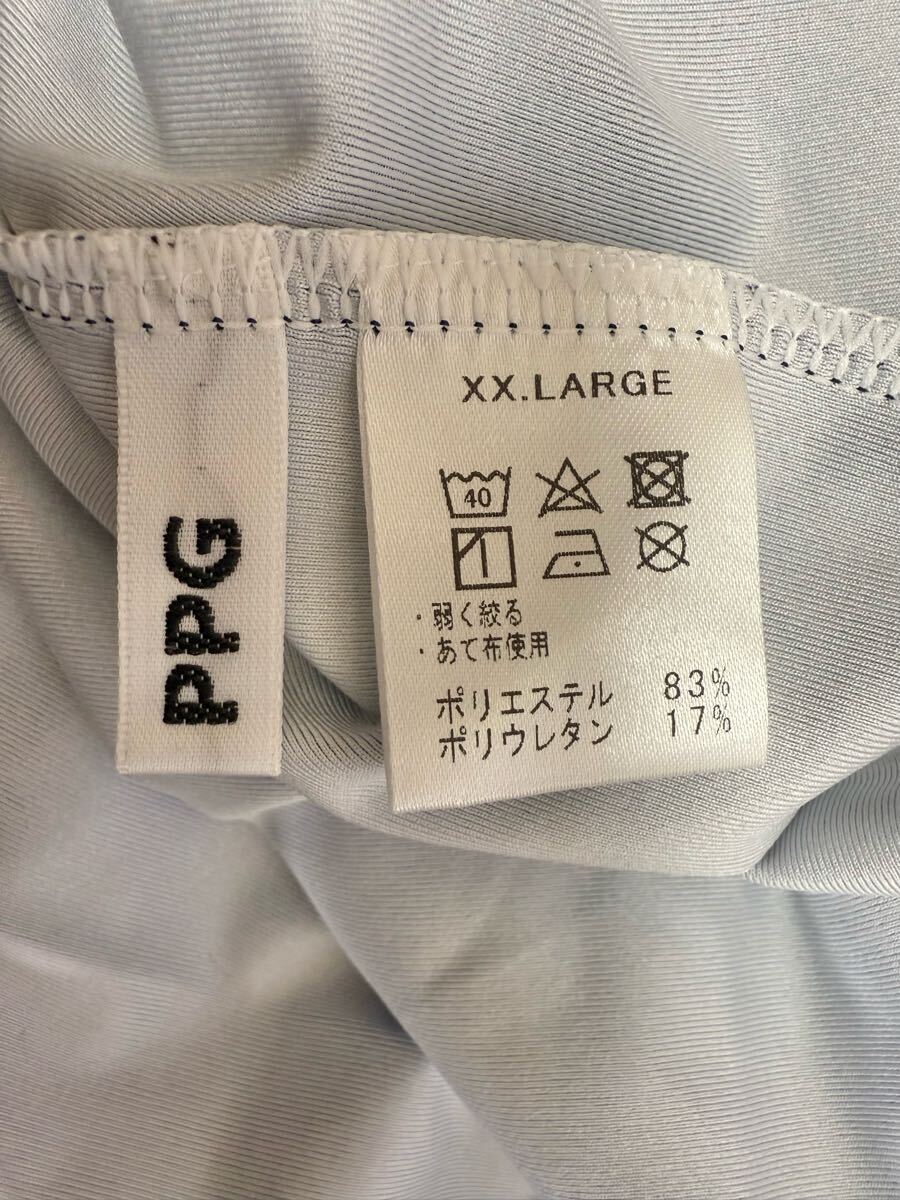 PPG
XX.LARGE
40
・弱く絞る
・あて布使用
ポリエステル 83%
ポリウレタン 17%